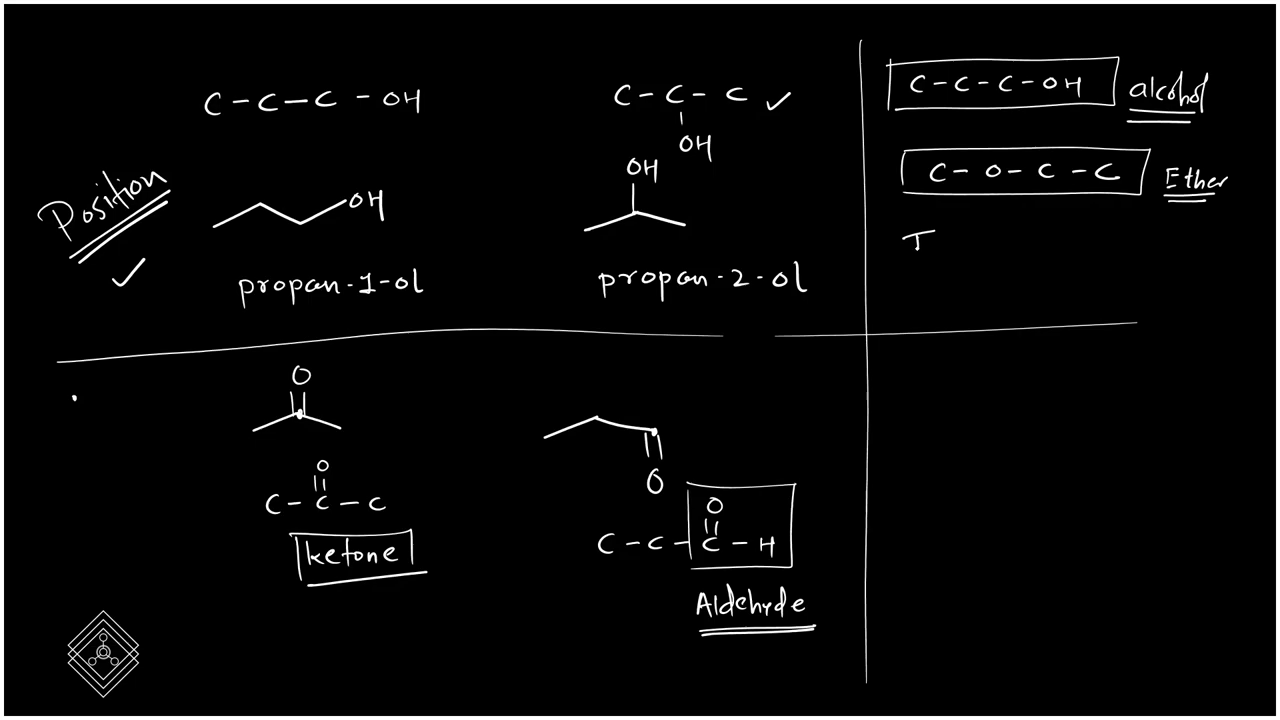 C - C - C - OH
C - C - C ✓
OH
OH
Position
✓
OH
propan-1-ol
propan-2-ol
C - C - C - OH
alcohol
C - O - C - C
Ether
T
O
O
C - C - C
ketone
O
O
C - C - C - H
Aldehyde